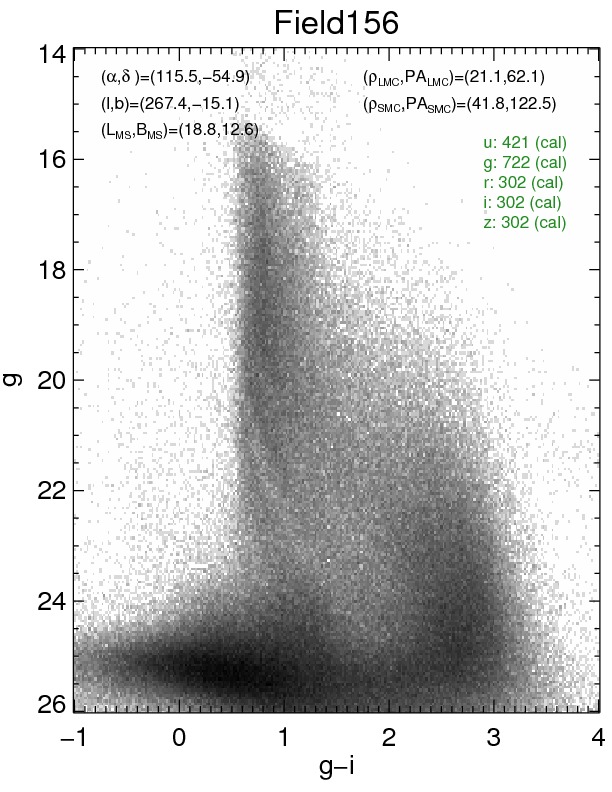 Field156
(α,δ )=(115.5,−54.9)
(ρLMC,PALMC)=(21.1,62.1)
(l,b)=(267.4,−15.1)
(ρSMC,PASMC)=(41.8,122.5)
(LMS,BMS)=(18.8,12.6)
u: 421 (cal)
g: 722 (cal)
r: 302 (cal)
i: 302 (cal)
z: 302 (cal)
14
16
18
20
22
24
26
g
−1 0 1 2 3 4
g−i